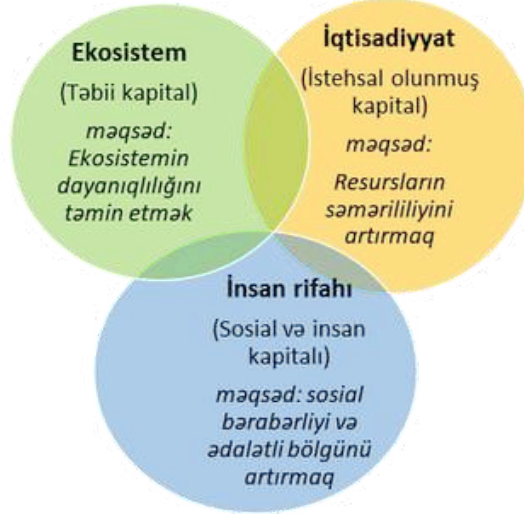 Ekosistem
(Təbii kapital)
məqsəd:
Ekosistemin
dayanıqlılığını
təmin etmək
İqtisadiyyat
(İstehsal olunmuş
kapital)
məqsəd:
Resursların
səmərililiyini
artırmaq
İnsan rifahı
(Sosial və insan
kapitalı)
məqsəd: sosial
bərabərliyi və
ədalətli bölgünü
artırmaq